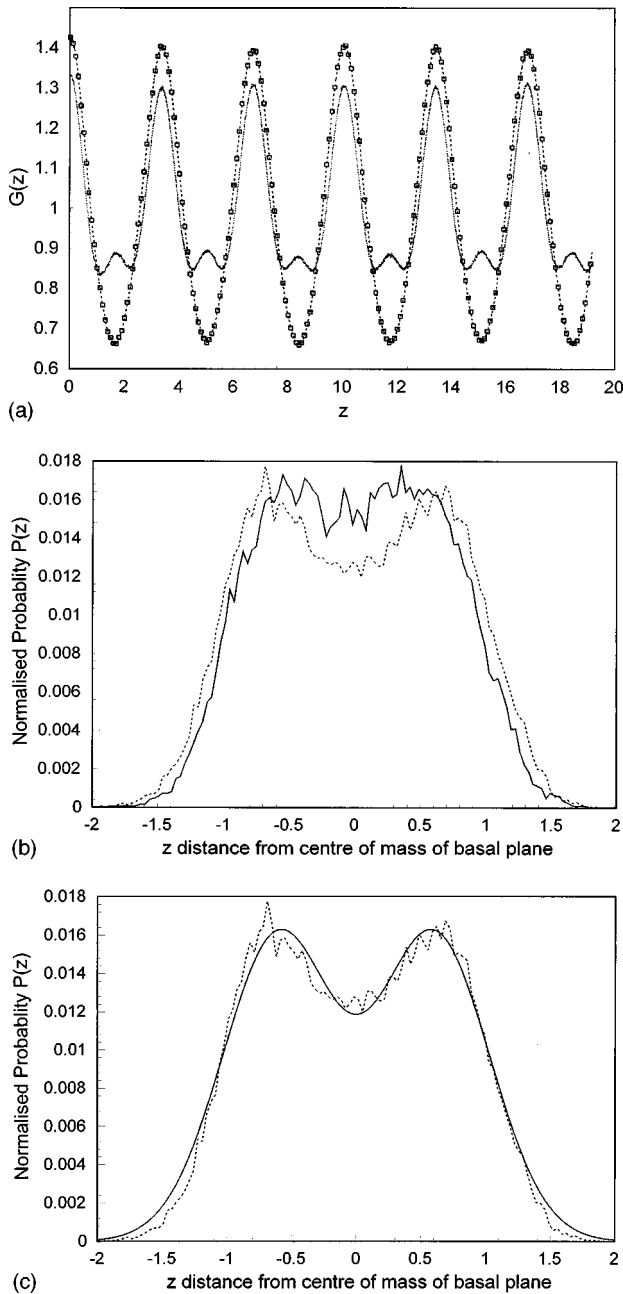 1.4
1.3
1.2
1.1
1
0.9
0.8
0.7
0.6
G(z)
0 2 4 6 8 10 12 14 16 18 20
z
(a)
0.018
0.016
0.014
0.012
0.01
0.008
0.006
0.004
0.002
0
Normalised Probablity P(z)
-2 -1.5 -1 -0.5 0 0.5 1 1.5 2
z distance from centre of mass of basal plane
(b)
0.018
0.016
0.014
0.012
0.01
0.008
0.006
0.004
0.002
0
Normalised Probablity P(z)
-2 -1.5 -1 -0.5 0 0.5 1 1.5 2
z distance from centre of mass of basal plane
(c)